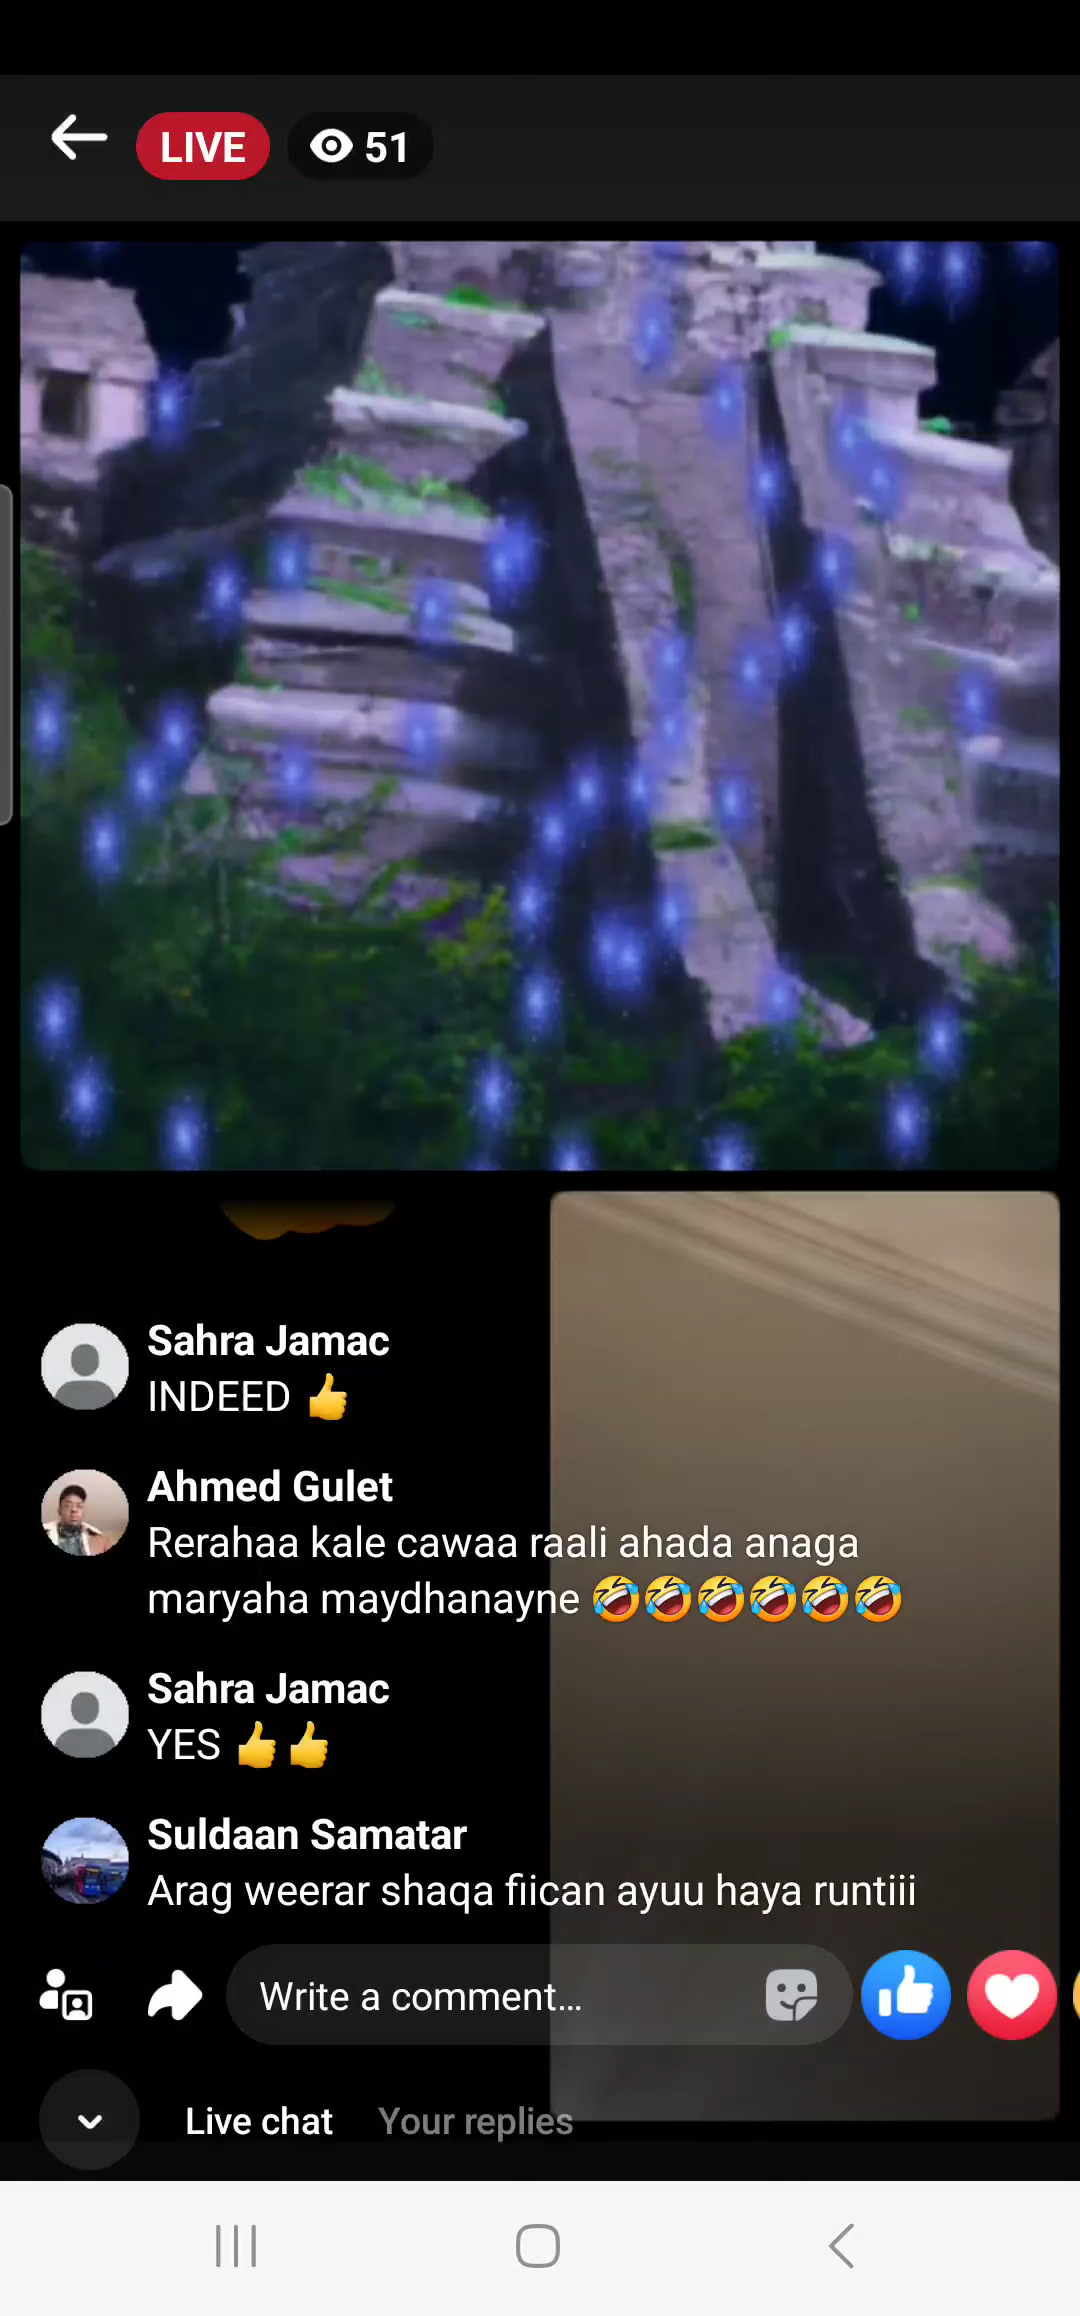 LIVE 51
Sahra Jamac
INDEED 👍
Ahmed Gulet
Rerahaa kale cawaa raali ahada anaga
maryaha maydhanayne 🤣🤣🤣🤣🤣🤣
Sahra Jamac
YES 👍👍
Suldaan Samatar
Arag weerar shaqa fiican ayuu haya runtiii
Write a comment...
Live chat Your replies